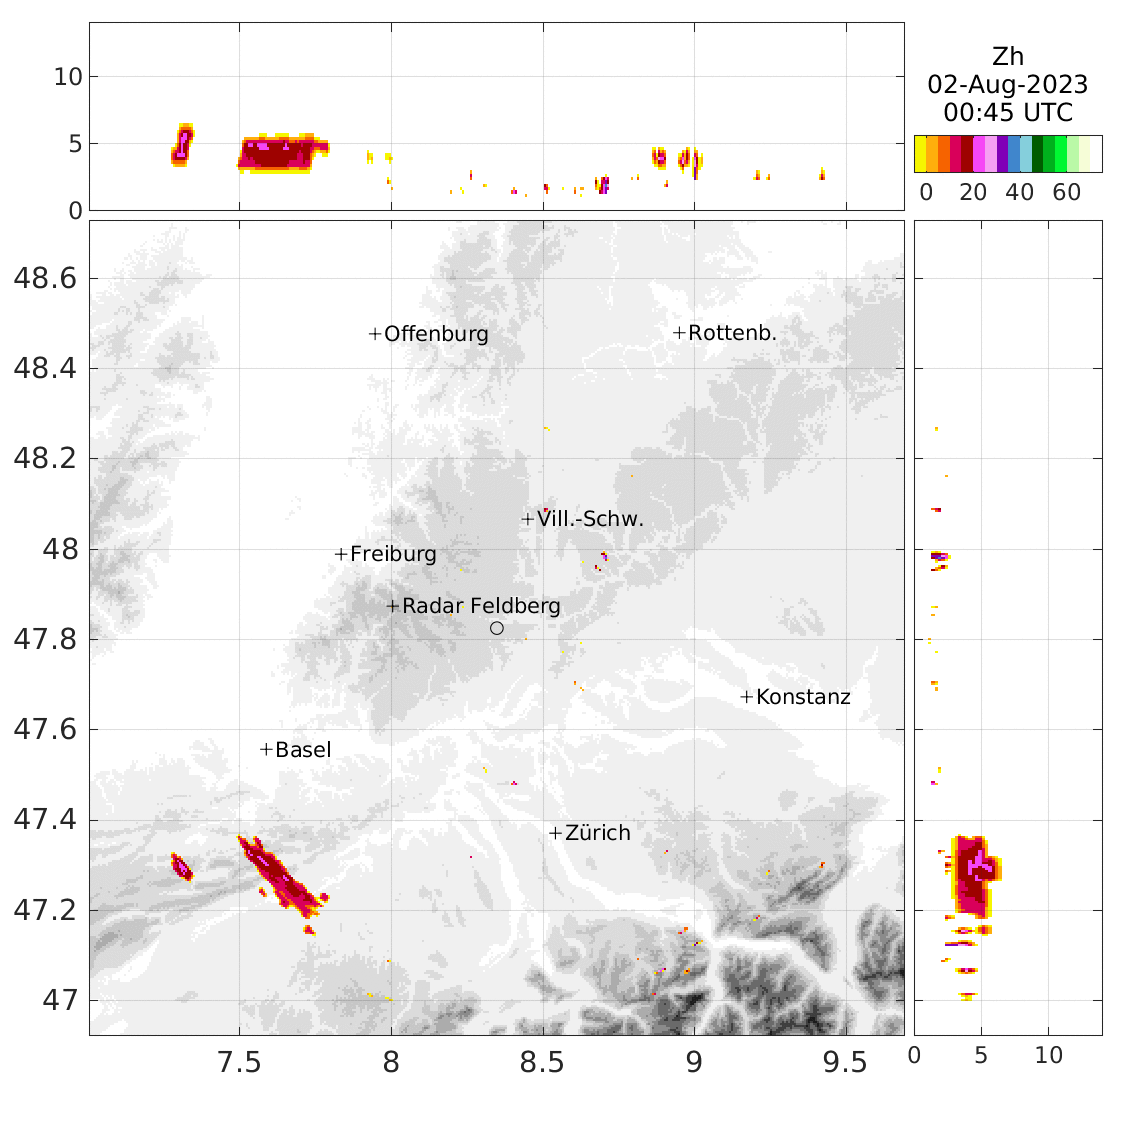 Zh
02-Aug-2023
00:45 UTC
0 20 40 60
10
5
0
48.6
48.4
48.2
48
47.8
47.6
47.4
47.2
47
Offenburg
Rottenb.
Vill.-Schw.
Freiburg
Radar Feldberg
Konstanz
Basel
Zürich
7.5 8 8.5 9 9.5
0 5 10